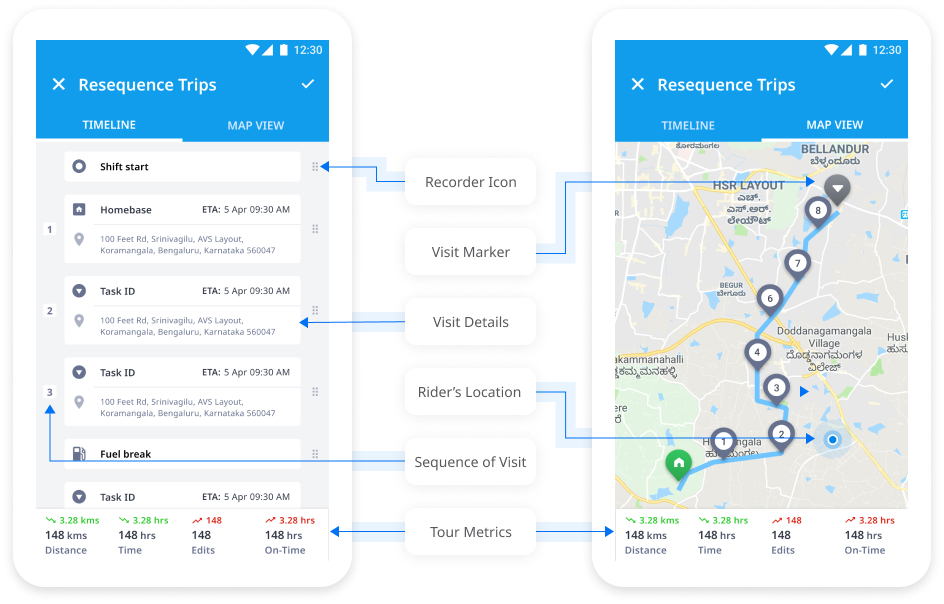 12:30
Resequence Trips
TIMELINE
MAP VIEW
Shift start
1
Homebase
ETA: 5 Apr 09:30 AM
100 Feet Rd, Srinivagilu, AVS Layout,
Koramangala, Bengaluru, Karnataka 560047
2
Task ID
ETA: 5 Apr 09:30 AM
100 Feet Rd, Srinivagilu, AVS Layout,
Koramangala, Bengaluru, Karnataka 560047
3
Task ID
ETA: 5 Apr 09:30 AM
100 Feet Rd, Srinivagilu, AVS Layout,
Koramangala, Bengaluru, Karnataka 560047
Fuel break
Task ID
ETA: 5 Apr 09:30 AM
3.28 kms
3.28 hrs
148
3.28 hrs
148 kms
148 hrs
148
148 hrs
Distance
Time
Edits
On-Time
Recorder Icon
Visit Marker
Visit Details
Rider's Location
Sequence of Visit
Tour Metrics
12:30
Resequence Trips
TIMELINE
MAP VIEW
BELLANDUR
ಬೆಳ್ಳಂದೂರು
HSR LAYOUT
ಎಚ್.
ಎಸ್.ಆರ್.
ಲೇಔಟ್
8
7
BEGUR
ಬೇಗೂರು
6
Doddanagamangala
Village
ದೊಡ್ಡನಾಗಮಂಗಳ
ವಿಲೇಜ್
4
3
2
1
3.28 kms
3.28 hrs
148
3.28 hrs
148 kms
148 hrs
148
148 hrs
Distance
Time
Edits
On-Time